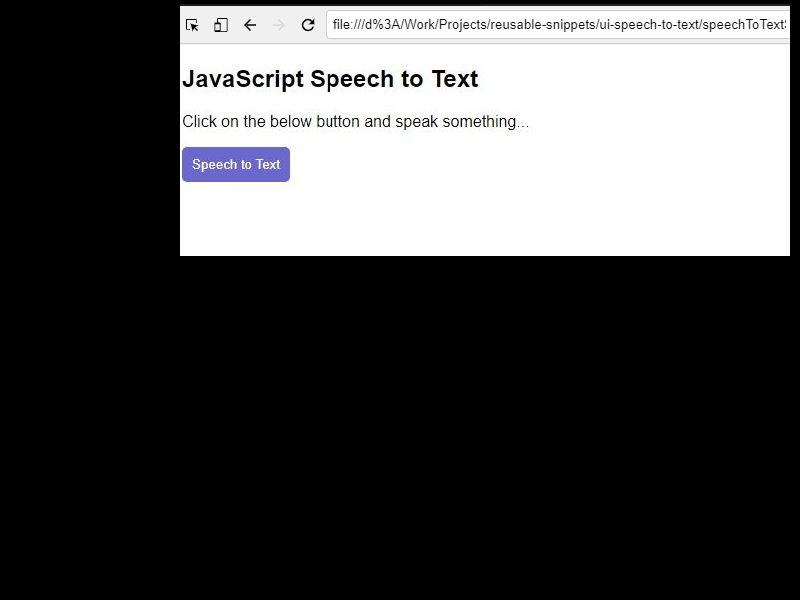 file:///d%3A/Work/Projects/reusable-snippets/ui-speech-to-text/speechToText
JavaScript Speech to Text
Click on the below button and speak something...
Speech to Text